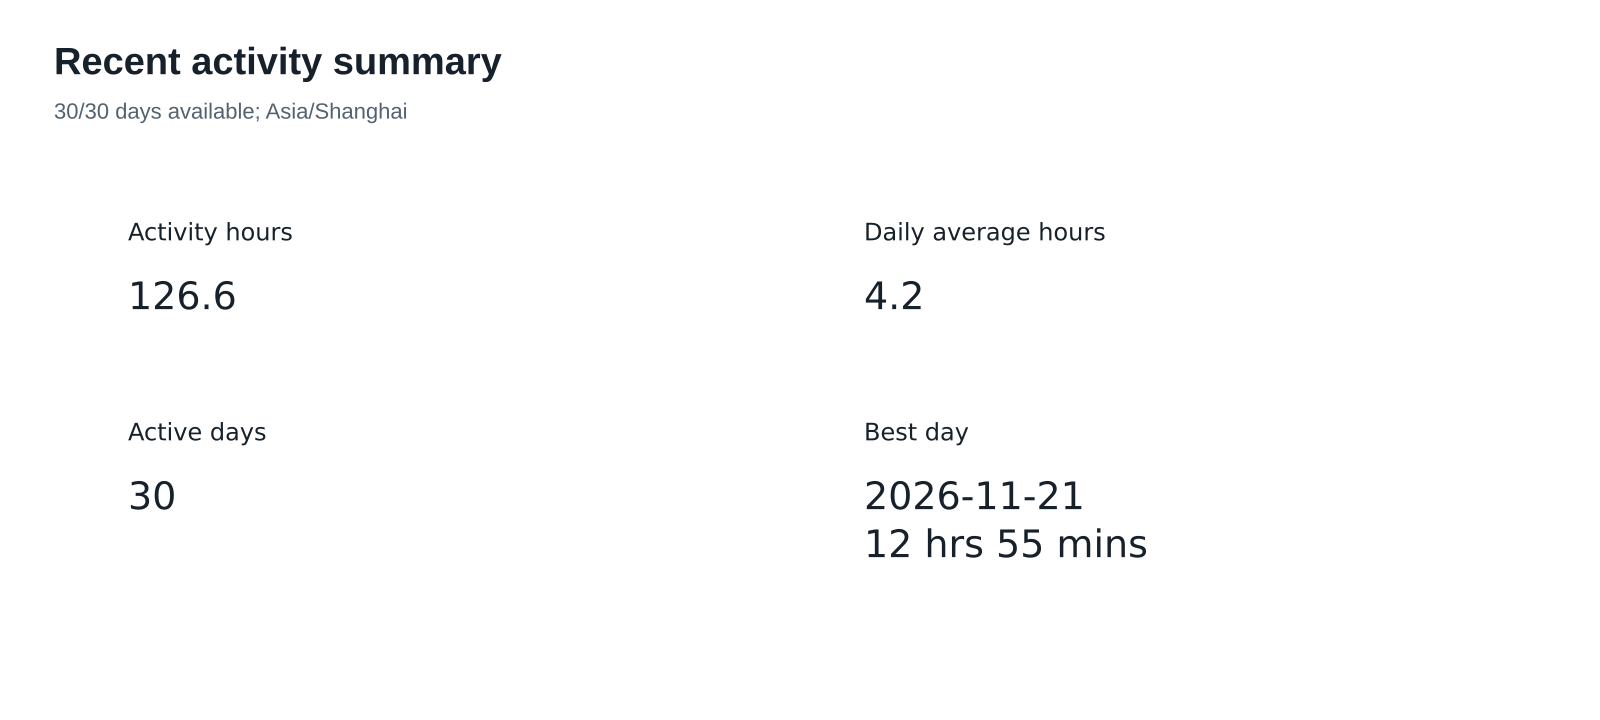 Recent activity summary
30/30 days available; Asia/Shanghai
Activity hours
126.6
Daily average hours
4.2
Active days
30
Best day
2026-11-21
12 hrs 55 mins